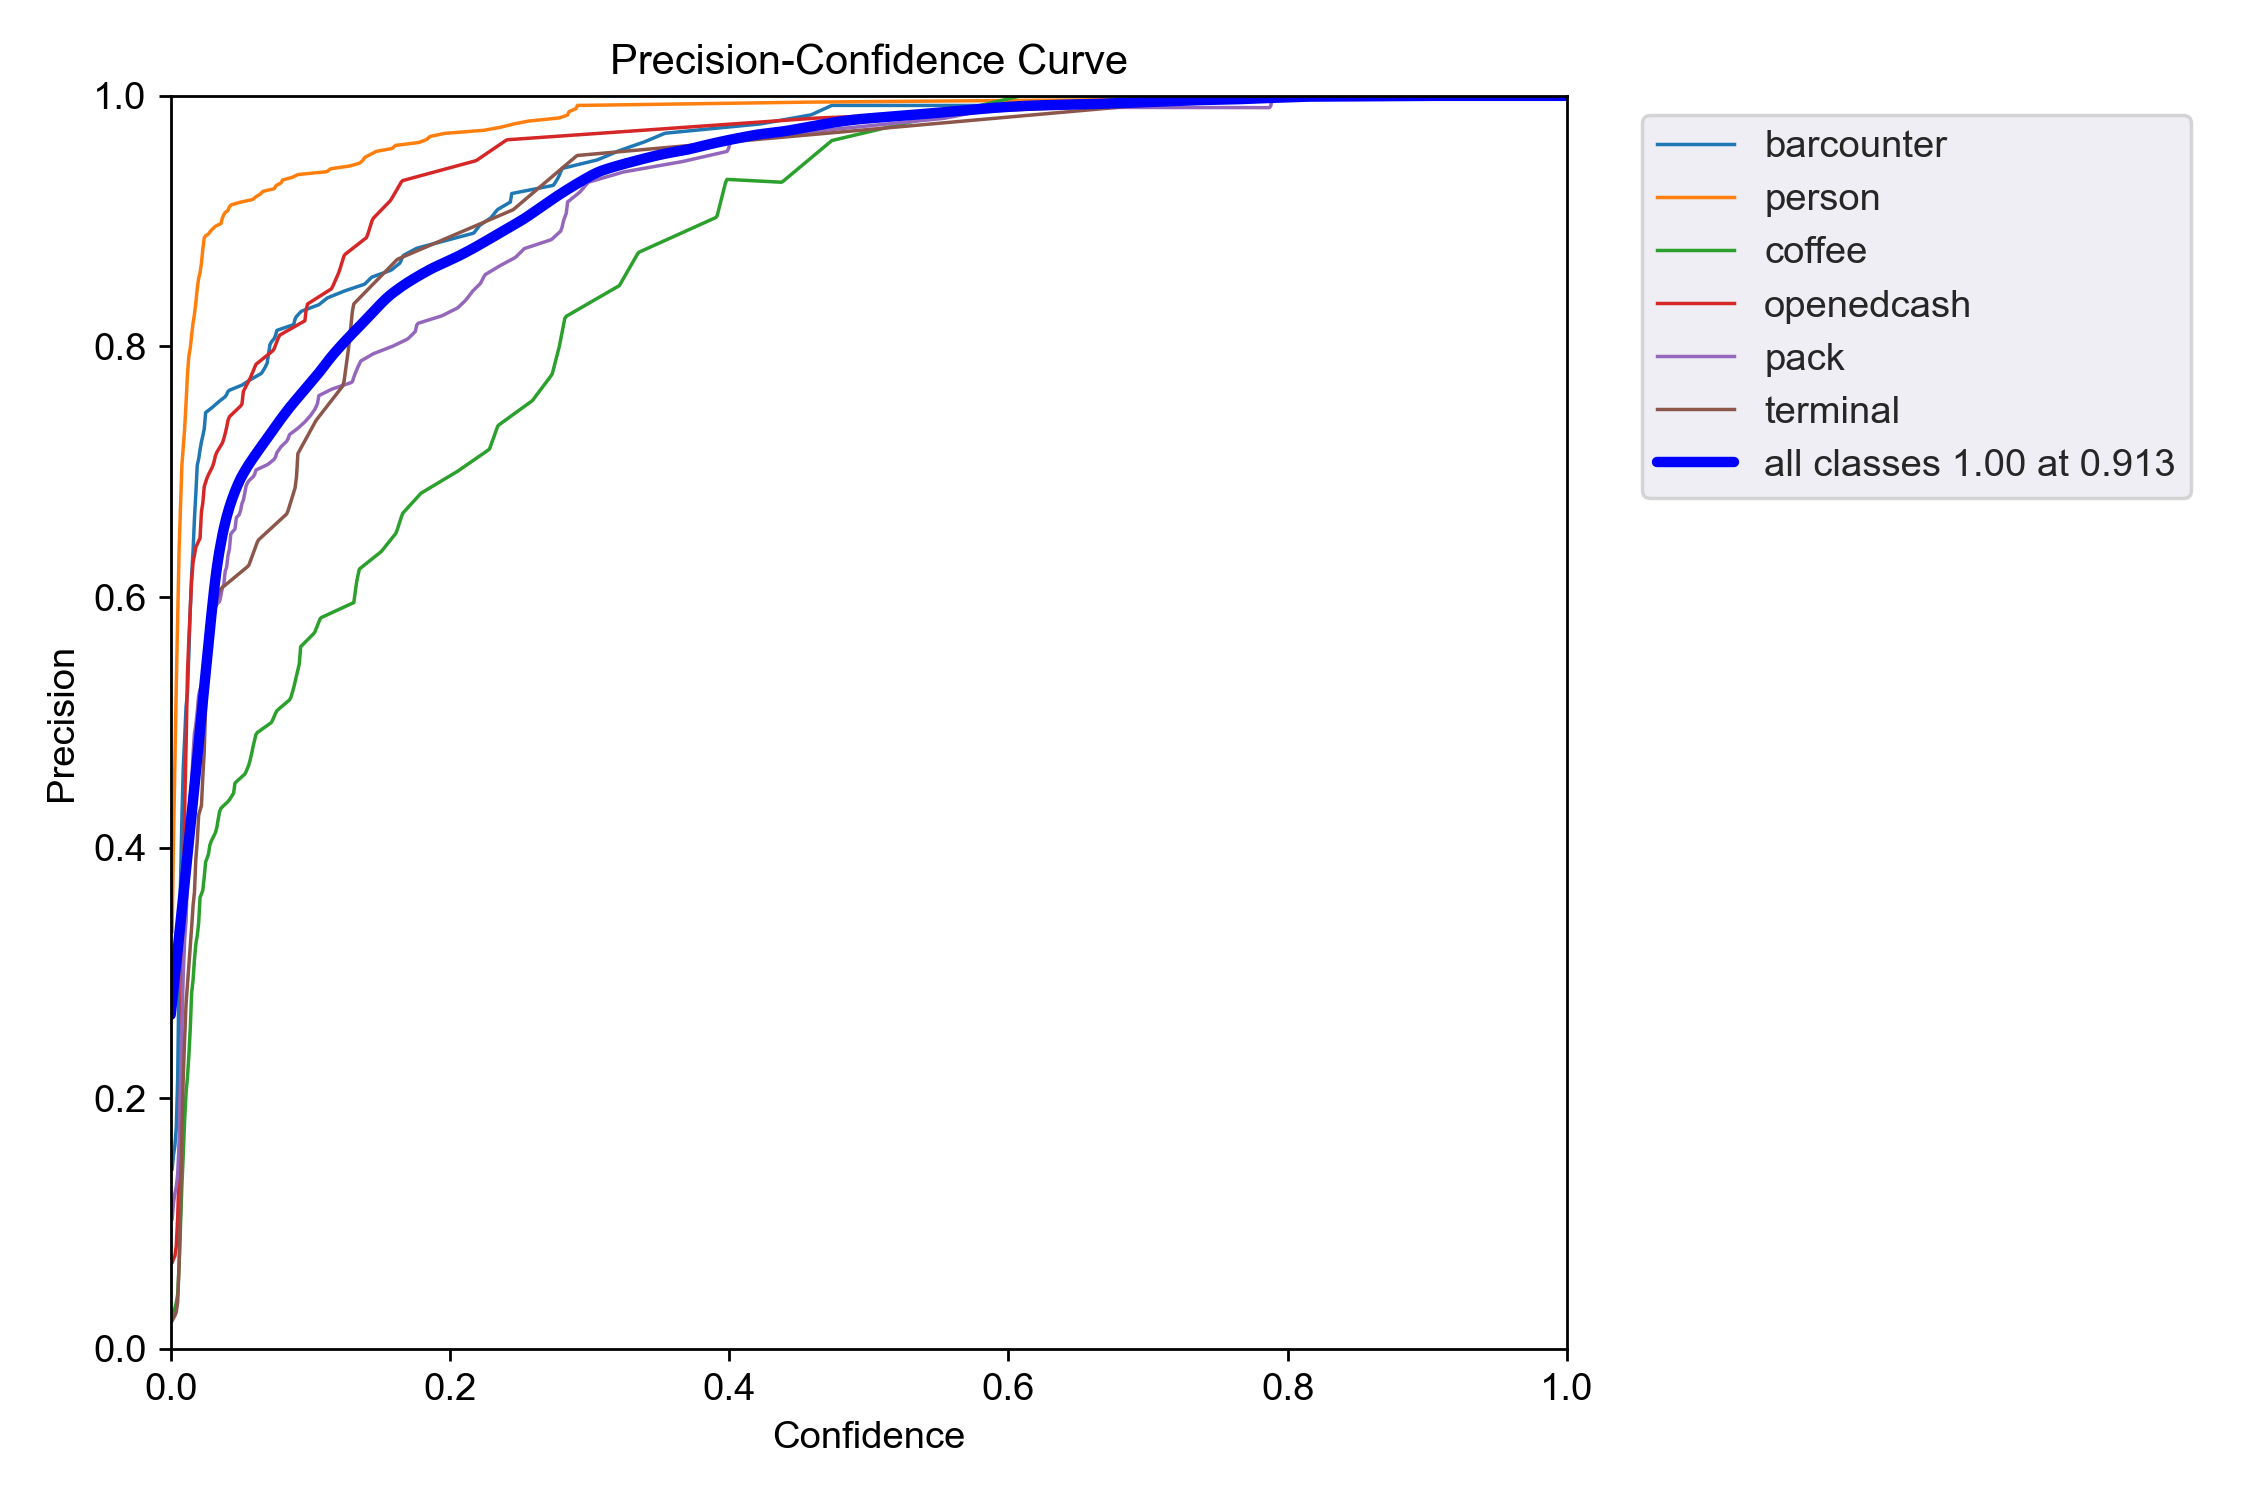 Precision-Confidence Curve
1.0
0.8
0.6
0.4
0.2
0.0
Precision
0.0 0.2 0.4 0.6 0.8 1.0
Confidence
barcounter
person
coffee
openedcash
pack
terminal
all classes 1.00 at 0.913